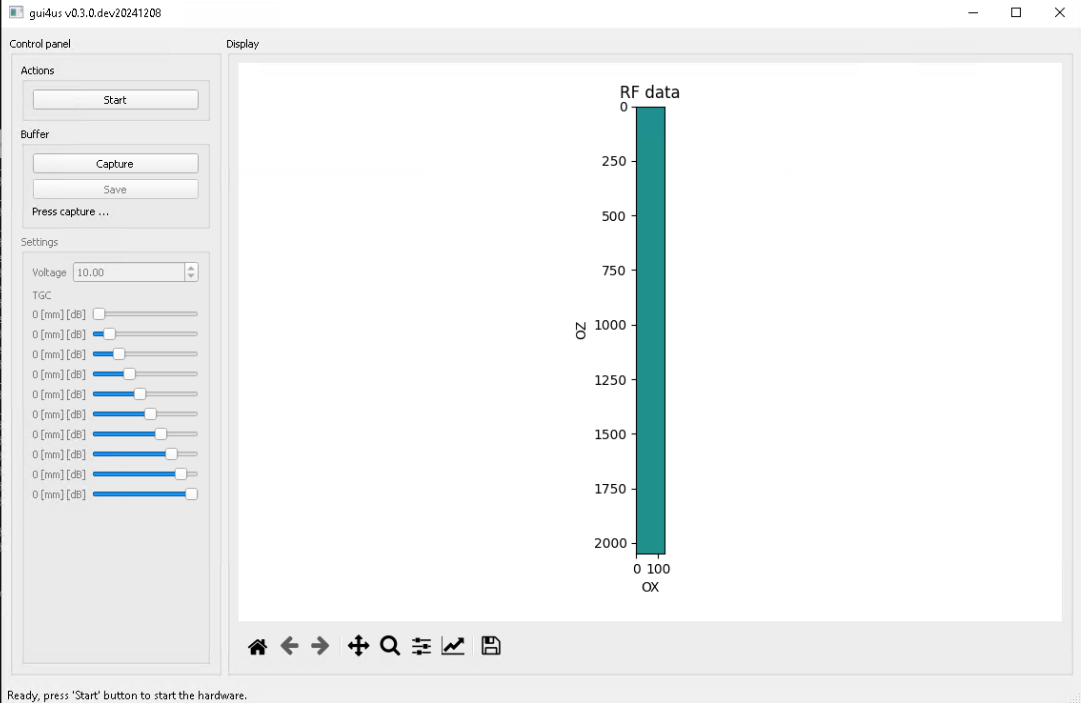 gui4us v0.3.0.dev20241208
Control panel
Actions
Start
Buffer
Capture
Save
Press capture ...
Settings
Voltage 10.00
TGC
0 [mm] [dB]
0 [mm] [dB]
0 [mm] [dB]
0 [mm] [dB]
0 [mm] [dB]
0 [mm] [dB]
0 [mm] [dB]
0 [mm] [dB]
0 [mm] [dB]
0 [mm] [dB]
Display
RF data
0
250
500
750
1000
1250
1500
1750
2000
OZ
0 100
OX
Ready, press 'Start' button to start the hardware.